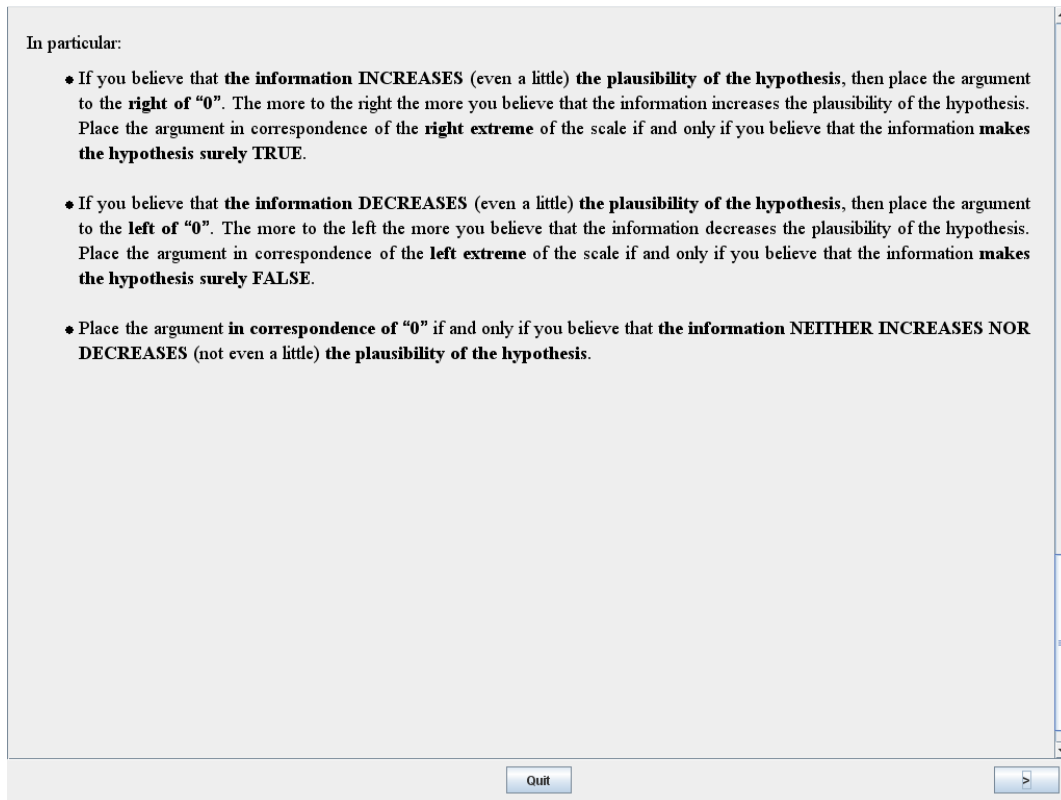 In particular:
• If you believe that the information INCREASES (even a little) the plausibility of the hypothesis, then place the argument
to the right of “0”. The more to the right the more you believe that the information increases the plausibility of the hypothesis.
Place the argument in correspondence of the right extreme of the scale if and only if you believe that the information makes
the hypothesis surely TRUE.
• If you believe that the information DECREASES (even a little) the plausibility of the hypothesis, then place the argument
to the left of “0”. The more to the left the more you believe that the information decreases the plausibility of the hypothesis.
Place the argument in correspondence of the left extreme of the scale if and only if you believe that the information makes
the hypothesis surely FALSE.
• Place the argument in correspondence of “0” if and only if you believe that the information NEITHER INCREASES NOR
DECREASES (not even a little) the plausibility of the hypothesis.
Quit
>